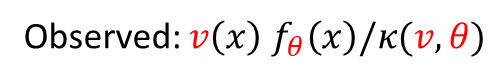 Observed: 𝑣(𝑥) 𝑓𝜃(𝑥)/𝜅(𝑣, 𝜃)